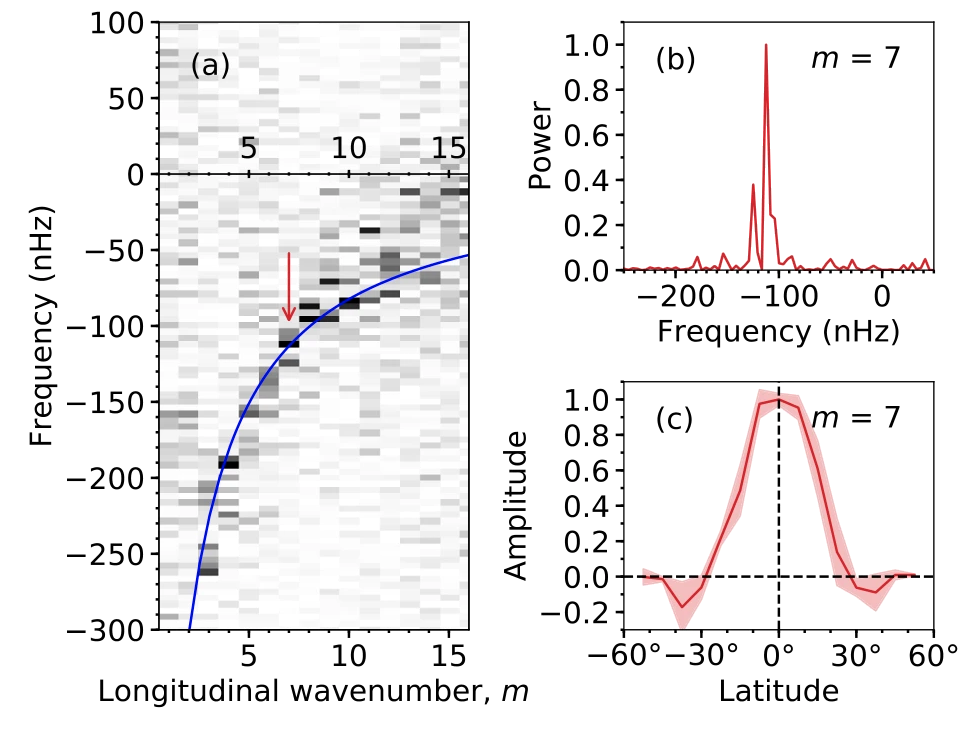 (a)
100
50
0
−50
−100
−150
−200
−250
−300
5 10 15
5 10 15
Frequency (nHz)
Longitudinal wavenumber, m
(b)
m = 7
1.0
0.8
0.6
0.4
0.2
0.0
Power
−200 −100 0
Frequency (nHz)
(c)
m = 7
1.0
0.8
0.6
0.4
0.2
0.0
−0.2
Amplitude
−60° −30° 0° 30° 60°
Latitude